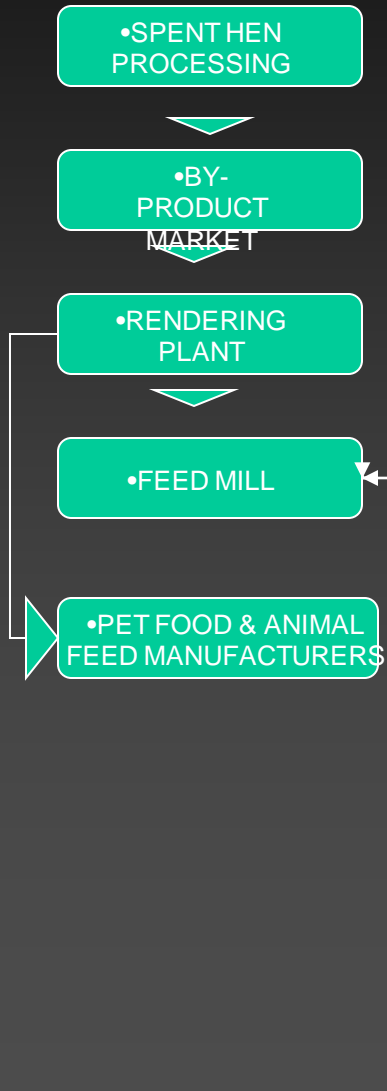 •SPENT HEN
PROCESSING
•BY-
PRODUCT
MARKET
•RENDERING
PLANT
•FEED MILL
•PET FOOD & ANIMAL
FEED MANUFACTURERS